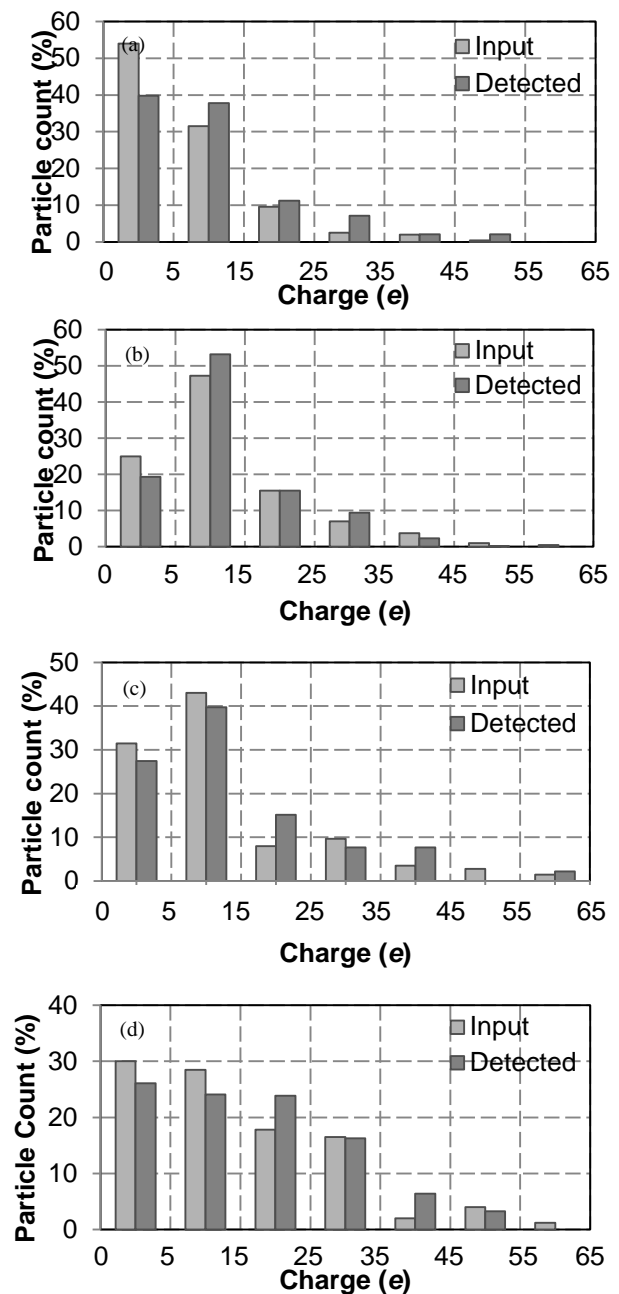 60
50
40
30
20
10
0
Particle count (%)
(a)
Input
Detected
0 5 15 25 35 45 55 65
Charge (e)
60
50
40
30
20
10
0
Particle count (%)
(b)
Input
Detected
0 5 15 25 35 45 55 65
Charge (e)
50
40
30
20
10
0
Particle count (%)
(c)
Input
Detected
0 5 15 25 35 45 55 65
Charge (e)
40
30
20
10
0
Particle Count (%)
(d)
Input
Detected
0 5 15 25 35 45 55 65
Charge (e)